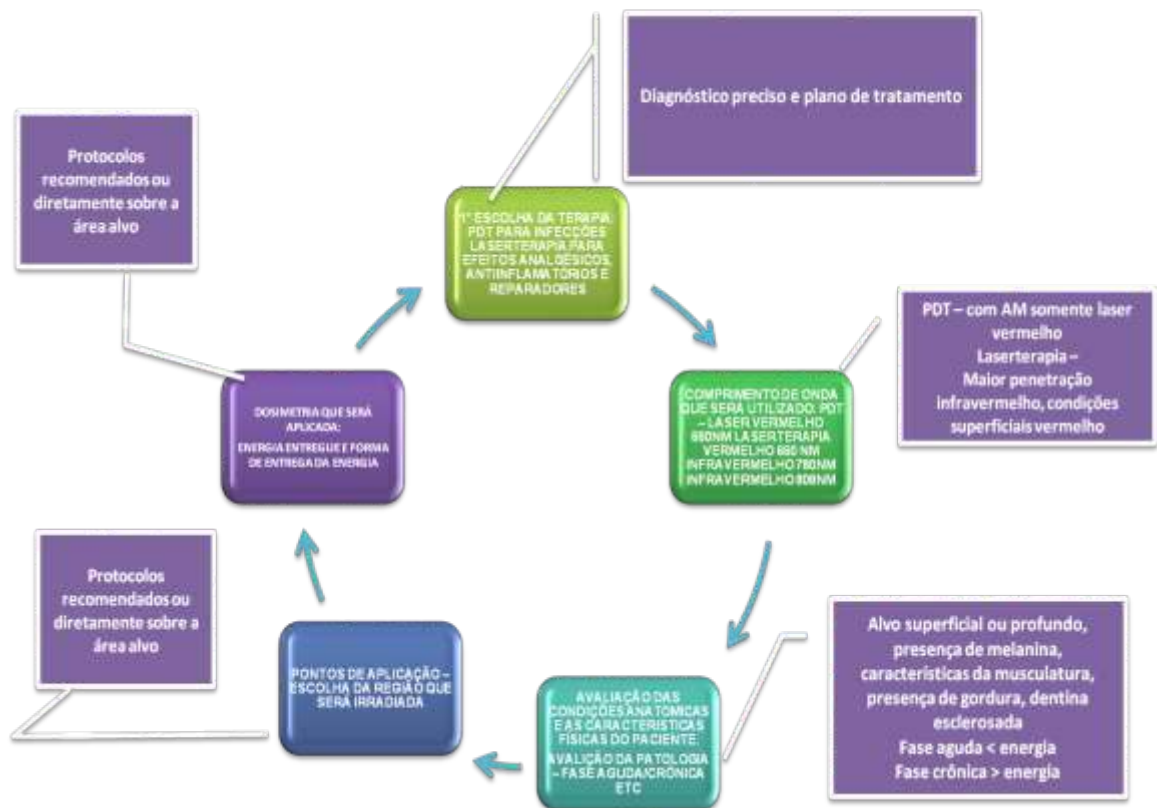 Diagnóstico preciso e plano de tratamento
Protocolos
recomendados ou
diretamente sobre a
área alvo
1ª ESCOLHA DA TERAPIA:
PDT PARA INFECÇÕES
LASERTERAPIA PARA
EFEITOS ANALGÉSICOS,
ANTIINFLAMATÓRIOS E
REPARADORES
PDT – com AM somente laser
vermelho
Laserterapia –
Maior penetração
infravermelho, condições
superficiais vermelho
COMPRIMENTO DE ONDA
QUE SERÁ UTILIZADO: PDT
– LASER VERMELHO
660NM LASERTERAPIA
VERMELHO 660 NM
INFRAVERMELHO 780NM
INFRAVERMELHO 808NM
DOSIMETRIA QUE SERÁ
APLICADA:
ENERGIA ENTREGUE E FORMA
DE ENTREGA DA ENERGIA
Protocolos
recomendados ou
diretamente sobre a
área alvo
PONTOS DE APLICAÇÃO –
ESCOLHA DA REGIÃO QUE
SERÁ IRRADIADA
AVALIAÇÃO DAS
CONDIÇÕES ANATOMICAS
E AS CARACTERISTICAS
FÍSICAS DO PACIENTE.
AVALIÇÃO DA PATOLOGIA
– FASE AGUDA/CRÔNICA
ETC
Alvo superficial ou profundo,
presença de melanina,
características da musculatura,
presença de gordura, dentina
esclerosada
Fase aguda < energia
Fase crônica > energia